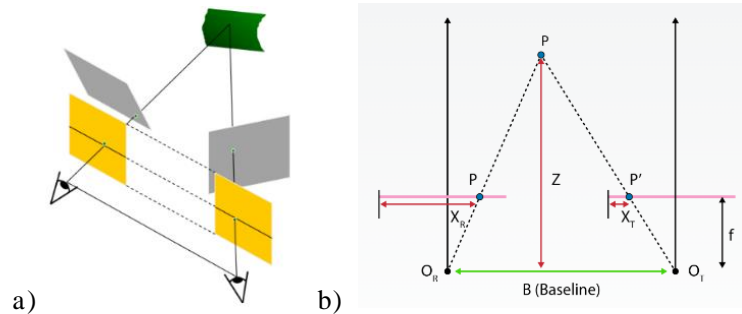 P
P
P'
Z
X_R
X_T
f
O_R
O_T
B (Baseline)
a)
b)